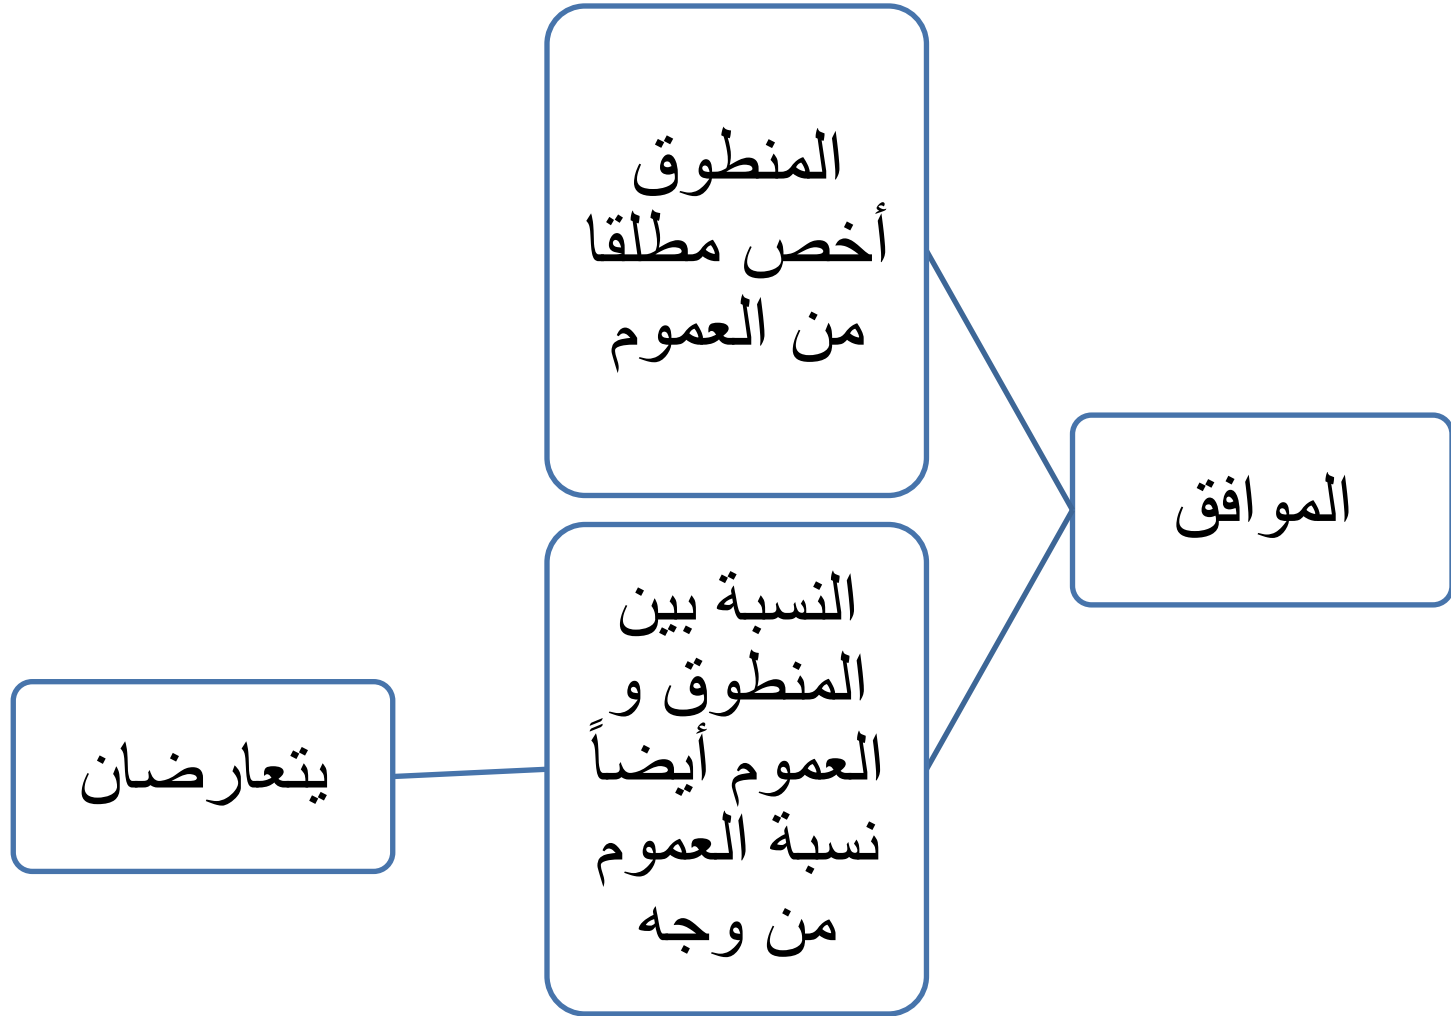 الموافق
المنطوق
أخص مطلقا
من العموم
النسبة بين
المنطوق و
العموم أيضاً
نسبة العموم
من وجه
يتعارضان